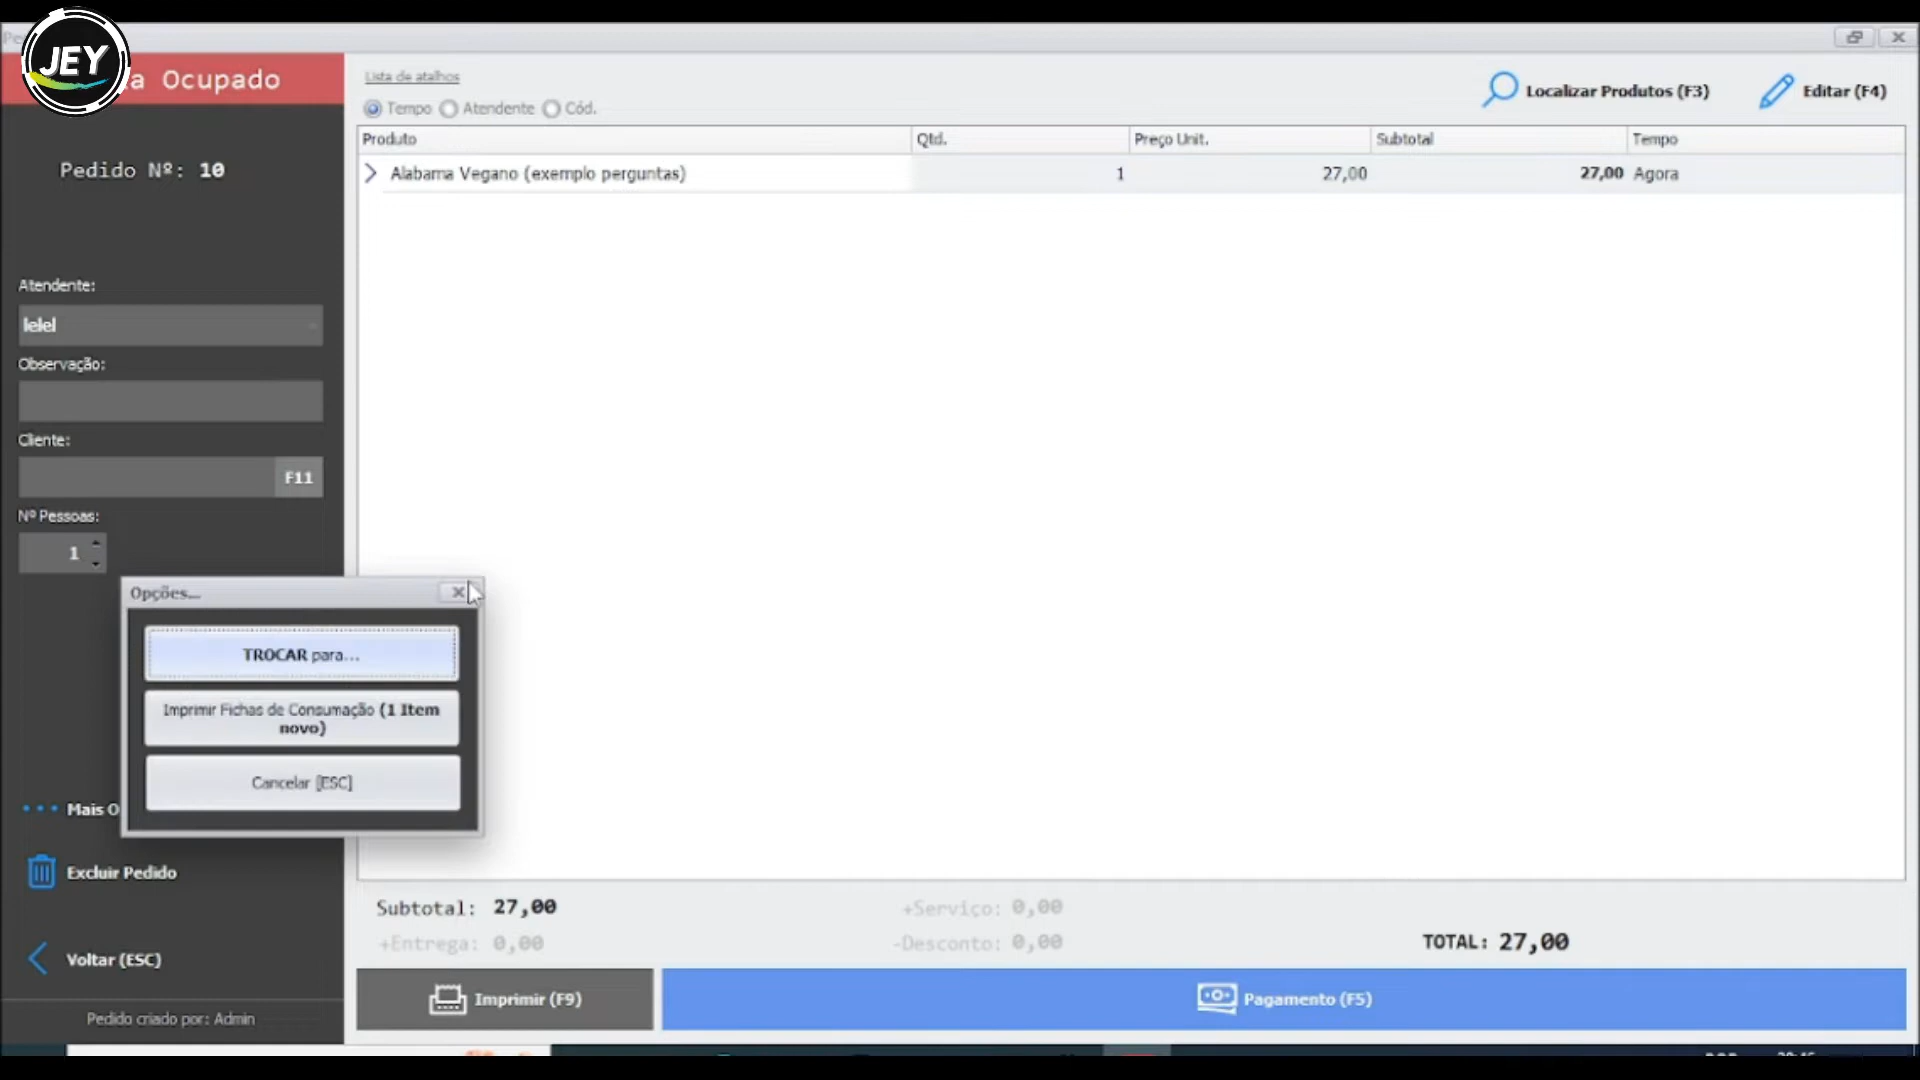 JEY
a Ocupado
Pedido Nº: 10
Atendente:
lelel
Observação:
Cliente:
F11
Nº Pessoas:
1
Lista de atalhos
Tempo Atendente Cód.
Localizar Produtos (F3)
Editar (F4)
Produto Qtd. Preço Unit. Subtotal Tempo
Alabama Vegano (exemplo perguntas) 1 27,00 27,00 Agora
Opções...
TROCAR para...
Imprimir Fichas de Consumação (1 Item
novo)
Cancelar [ESC]
Mais O
Excluir Pedido
Voltar (ESC)
Pedido criado por: Admin
Subtotal: 27,00
+Serviço: 0,00
+Entrega: 0,00
-Desconto: 0,00
TOTAL: 27,00
Imprimir (F9)
Pagamento (F5)